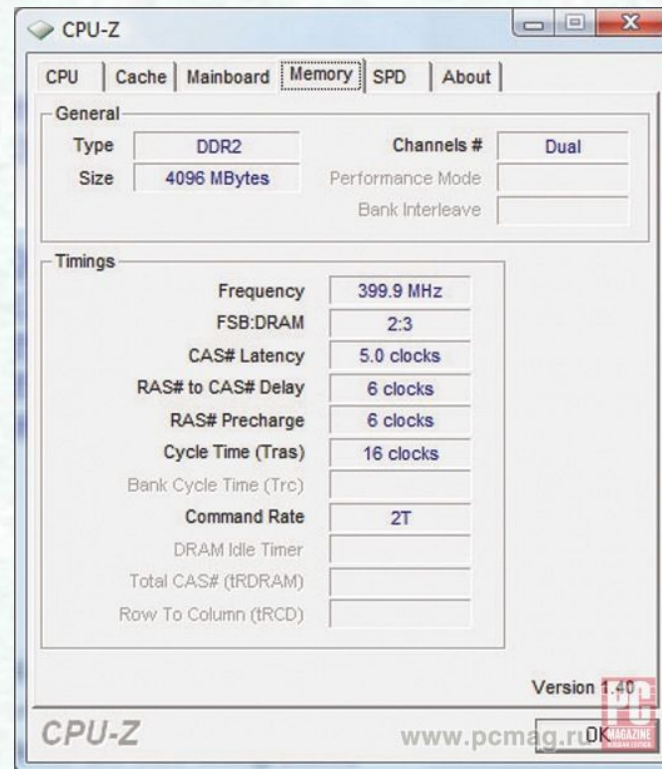 CPU-Z
CPU Cache Mainboard Memory SPD About
General
Type DDR2 Channels # Dual
Size 4096 MBytes Performance Mode
Bank Interleave
Timings
Frequency 399.9 MHz
FSB:DRAM 2:3
CAS# Latency 5.0 clocks
RAS# to CAS# Delay 6 clocks
RAS# Precharge 6 clocks
Cycle Time (Tras) 16 clocks
Bank Cycle Time (Trc)
Command Rate 2T
DRAM Idle Timer
Total CAS# (tRDRAM)
Row To Column (tRCD)
Version 1.40
CPU-Z
www.pcmag.ru
OK
PC
MAGAZINE
RUSSIAN EDITION